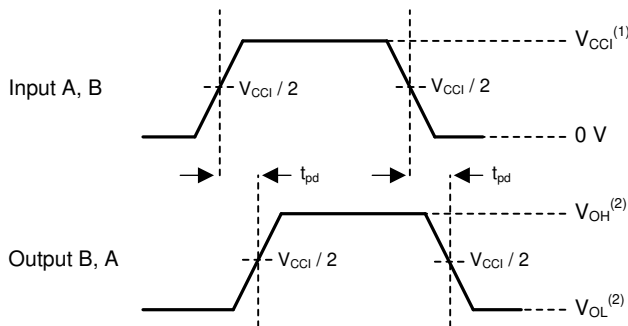 V_CCI^(1)
Input A, B
V_CCI / 2
V_CCI / 2
0 V
t_pd
t_pd
V_OH^(2)
Output B, A
V_CCI / 2
V_CCI / 2
V_OL^(2)